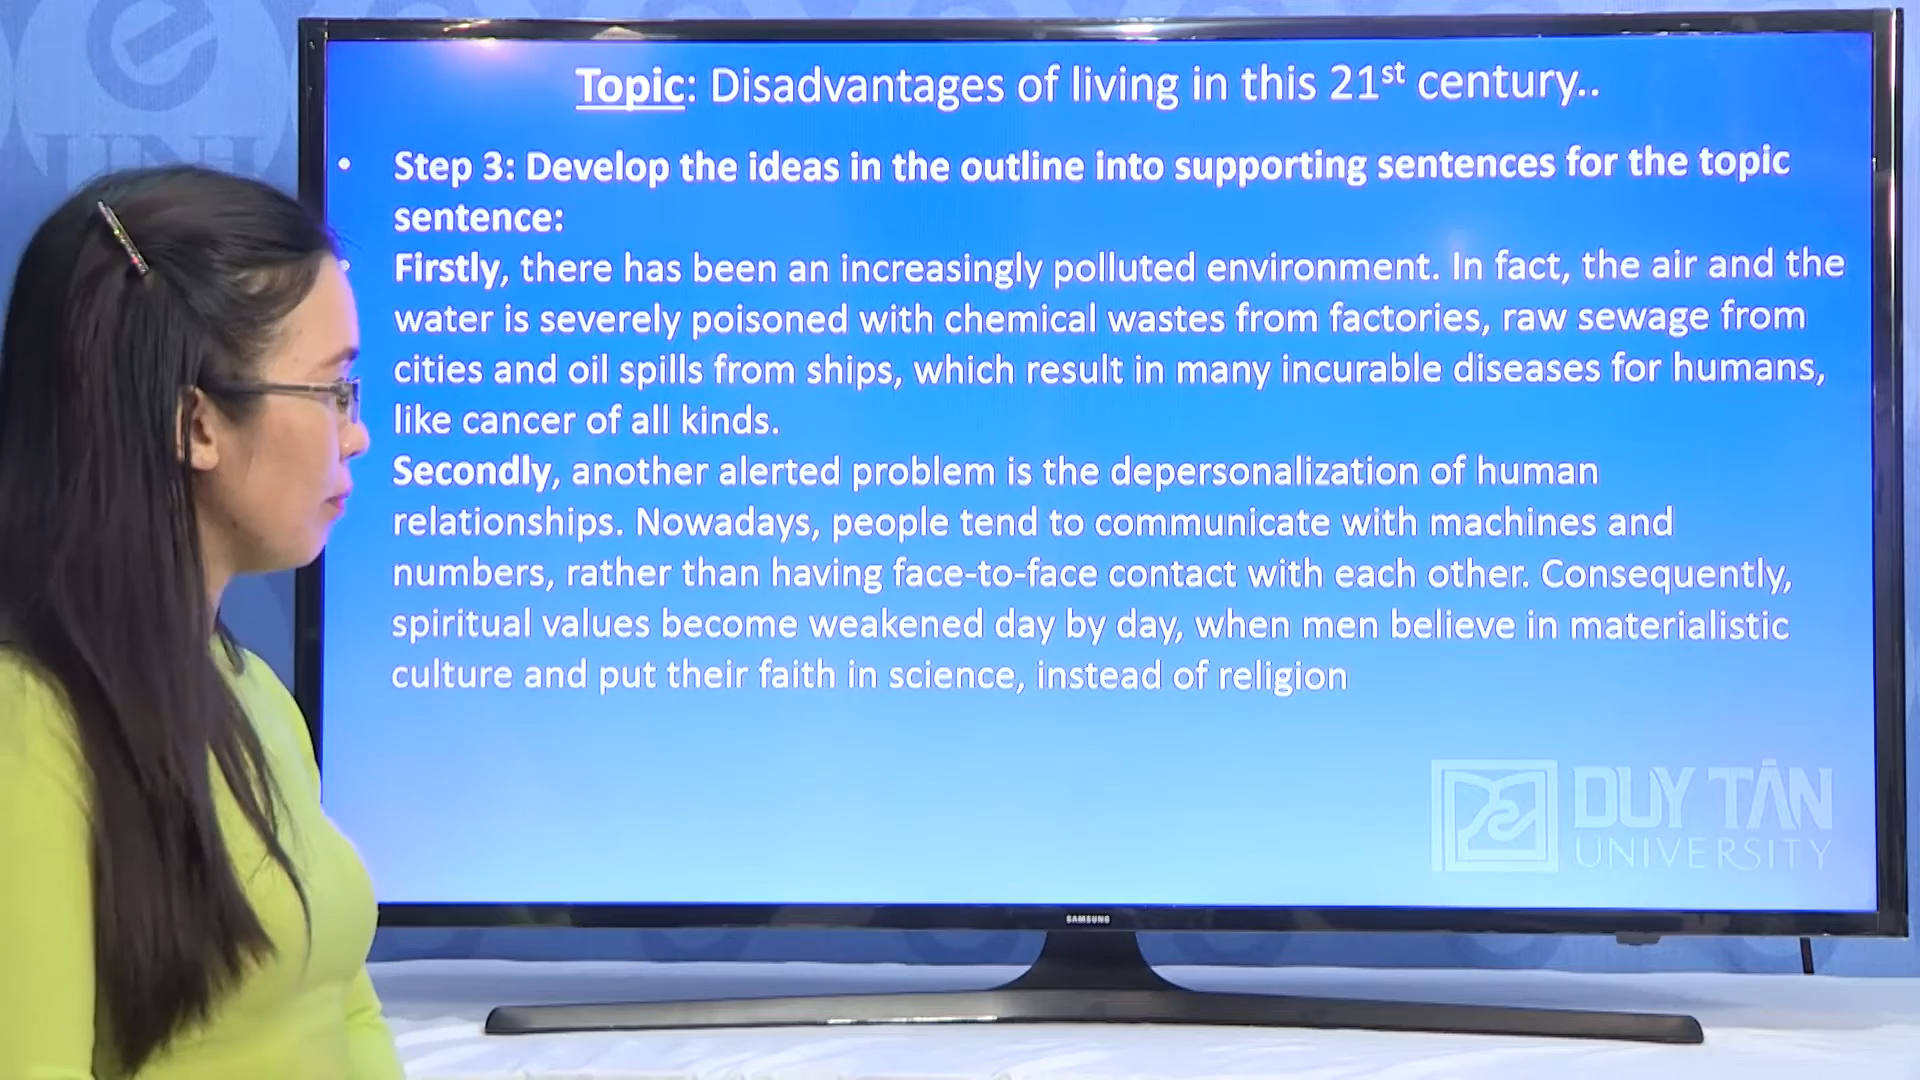 UNI
Topic: Disadvantages of living in this 21st century..
• Step 3: Develop the ideas in the outline into supporting sentences for the topic
sentence:
Firstly, there has been an increasingly polluted environment. In fact, the air and the
water is severely poisoned with chemical wastes from factories, raw sewage from
cities and oil spills from ships, which result in many incurable diseases for humans,
like cancer of all kinds.
Secondly, another alerted problem is the depersonalization of human
relationships. Nowadays, people tend to communicate with machines and
numbers, rather than having face-to-face contact with each other. Consequently,
spiritual values become weakened day by day, when men believe in materialistic
culture and put their faith in science, instead of religion
DUY TÂN
UNIVERSITY
SAMSUNG